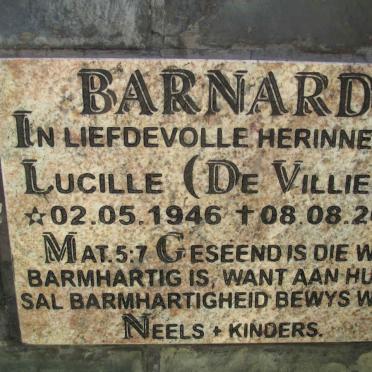 BARNARD
IN LIEFDEVOLLE HERINNE
LUCILLE (DE VILLIE
☆02.05.1946 ✝08.08.2
MAT.5:7 GESEEND IS DIE W
BARMHARTIG IS, WANT AAN HU
SAL BARMHARTIGHEID BEWYS W
NEELS + KINDERS.